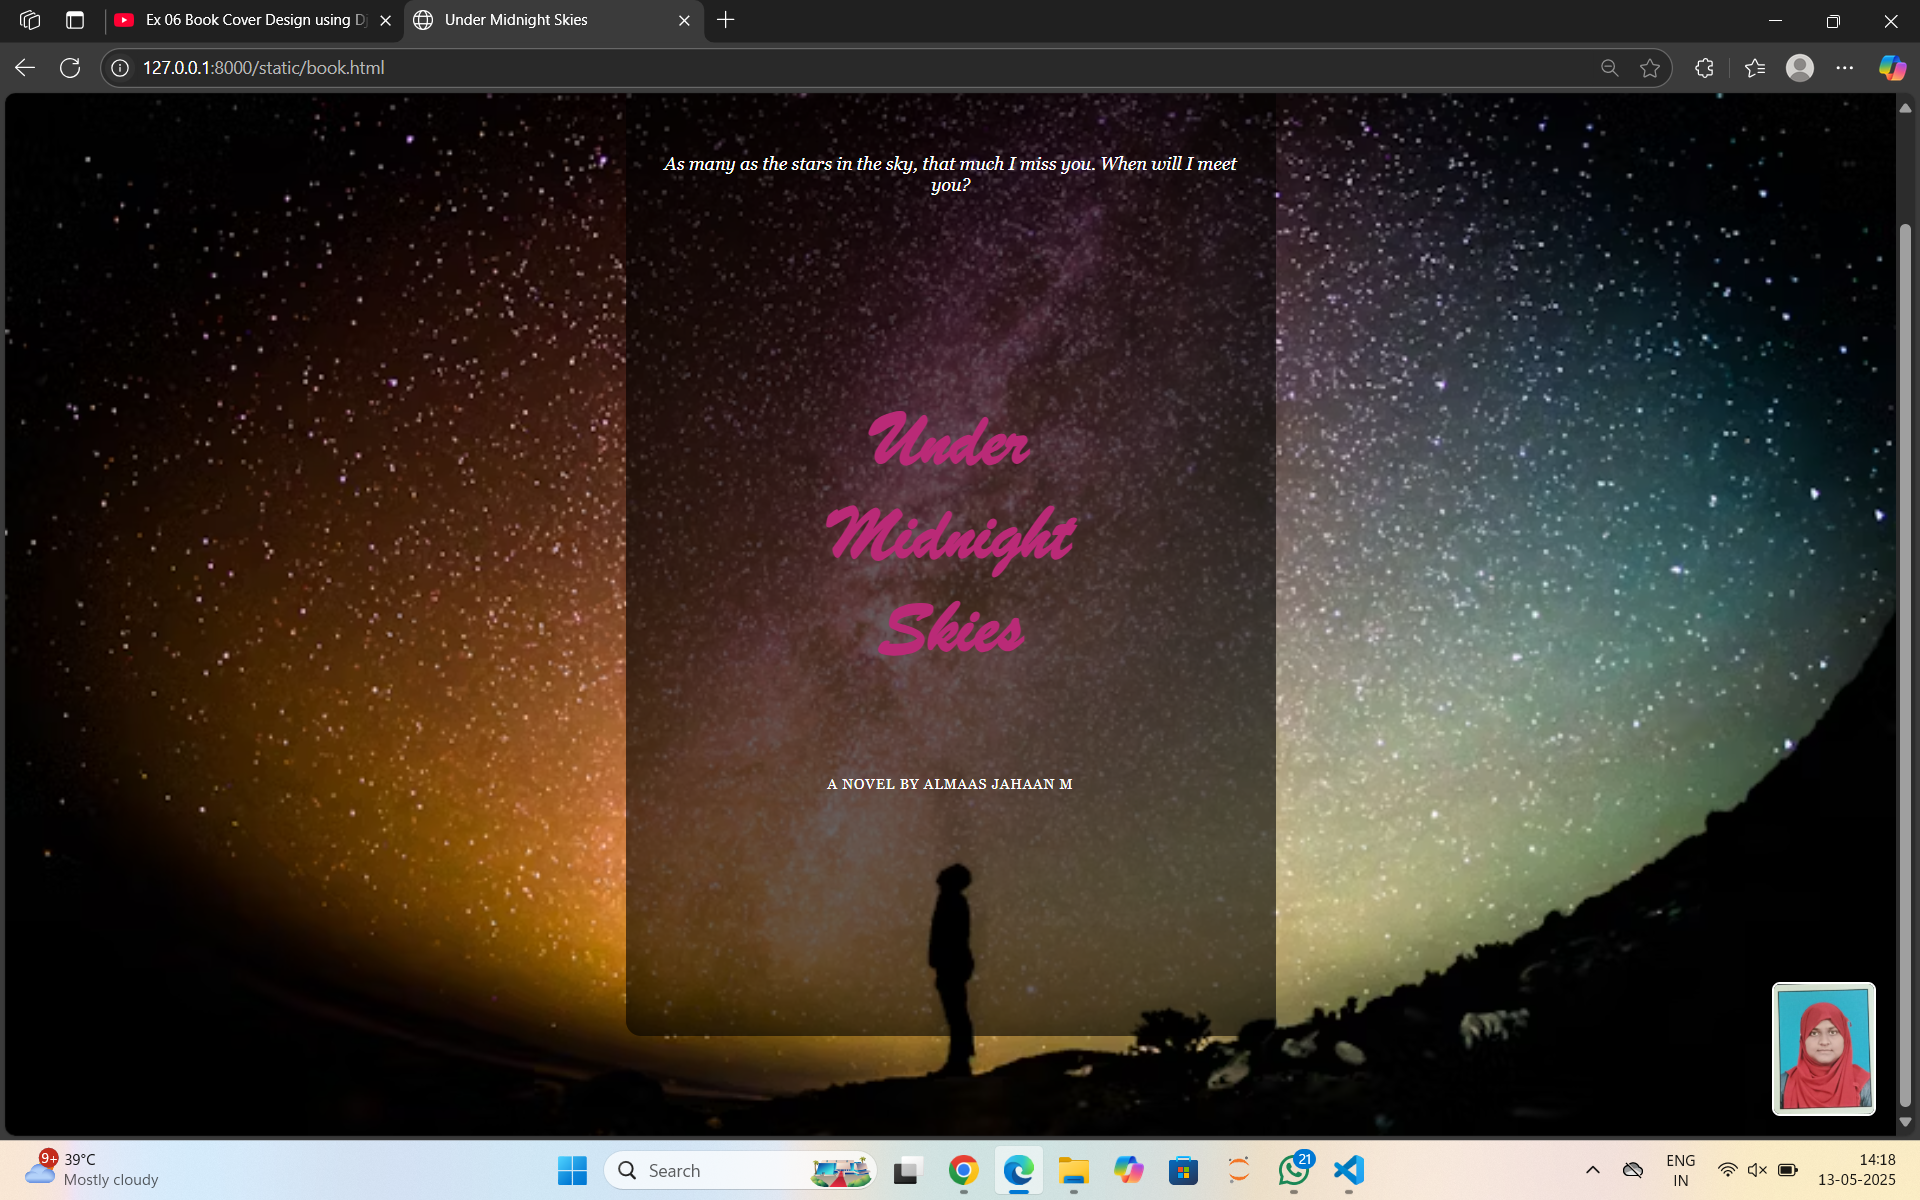 Ex 06 Book Cover Design using D
Under Midnight Skies
127.0.0.1:8000/static/book.html
As many as the stars in the sky, that much I miss you. When will I meet
you?
Under
Midnight
Skies
A NOVEL BY ALMAAS JAHAAN M
9+
39°C
Mostly cloudy
Search
21
ENG
IN
14:18
13-05-2025